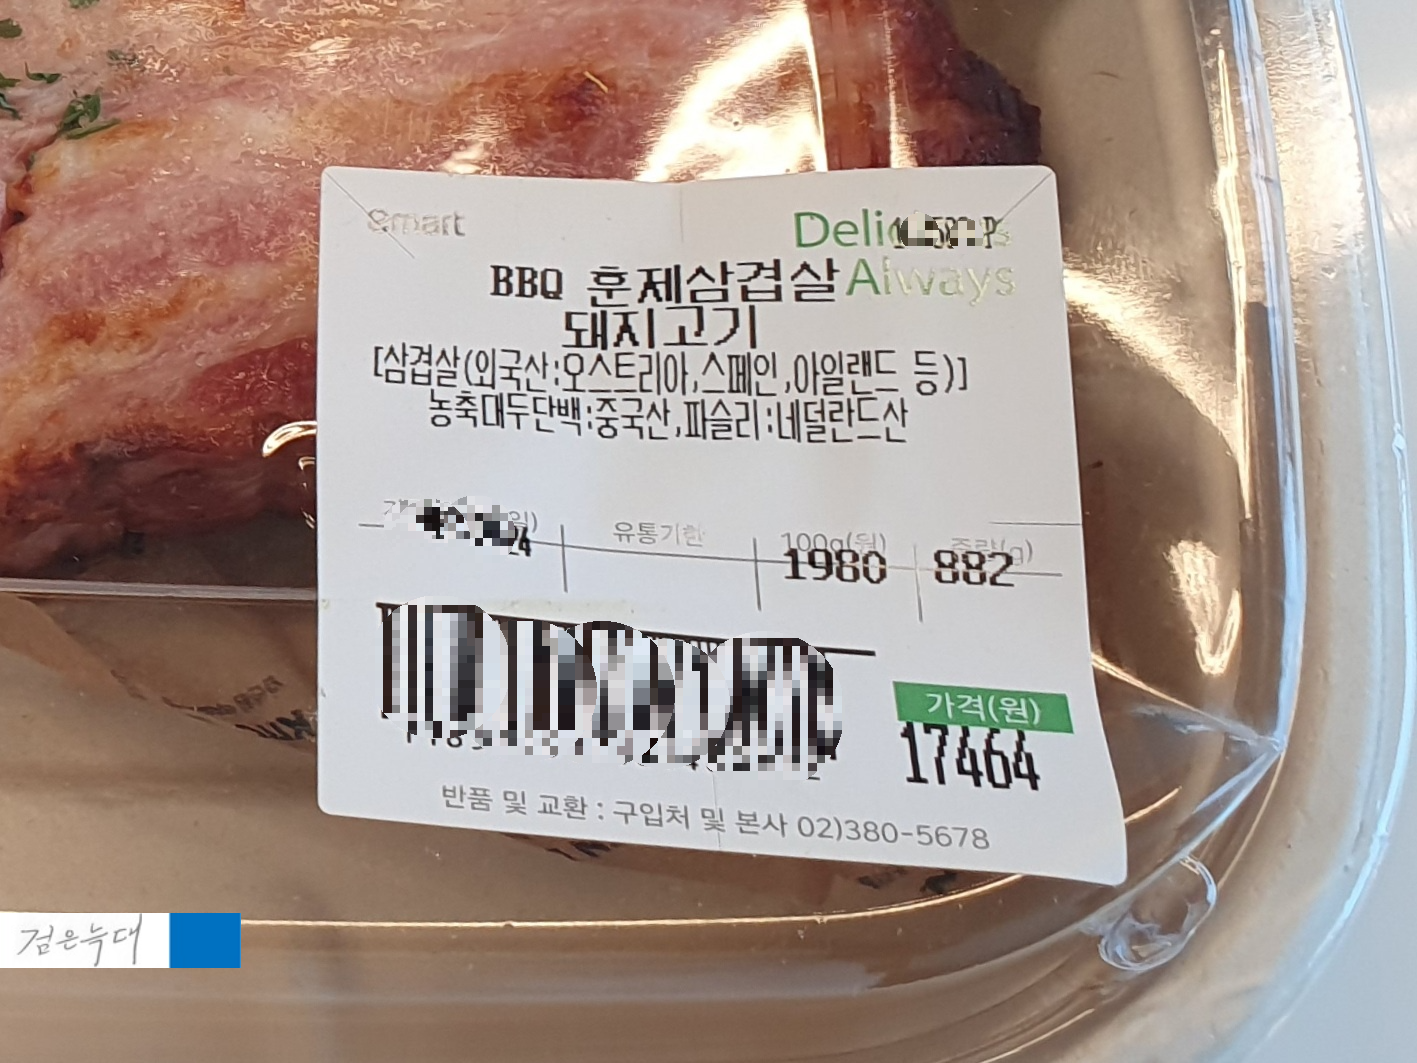 emart
BBQ 훈제삼겹살 Always
돼지고기
[삼겹살(외국산:오스트리아,스페인,아일랜드 등)]
농축대두단백:중국산,파슬리:네덜란드산
유통기한 100g(원) 중량(g)
1980 882
가격(원)
17464
반품 및 교환 : 구입처 및 본사 02)380-5678
검은늑대